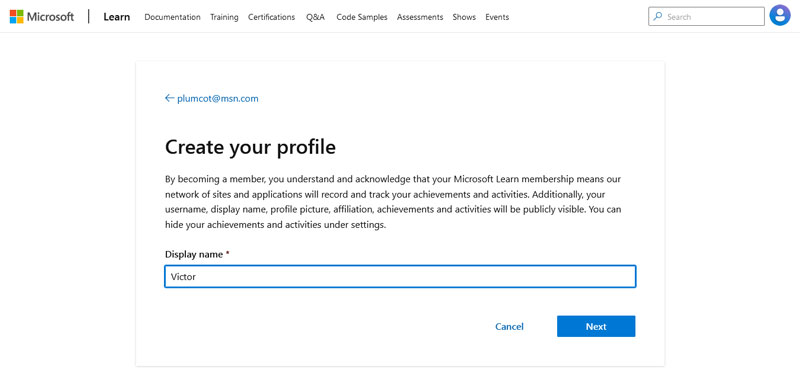 Microsoft Learn Documentation Training Certifications Q&A Code Samples Assessments Shows Events Search
plumcot@msn.com
Create your profile
By becoming a member, you understand and acknowledge that your Microsoft Learn membership means our
network of sites and applications will record and track your achievements and activities. Additionally, your
username, display name, profile picture, affiliation, achievements and activities will be publicly visible. You can
hide your achievements and activities under settings.
Display name *
Victor
Cancel Next